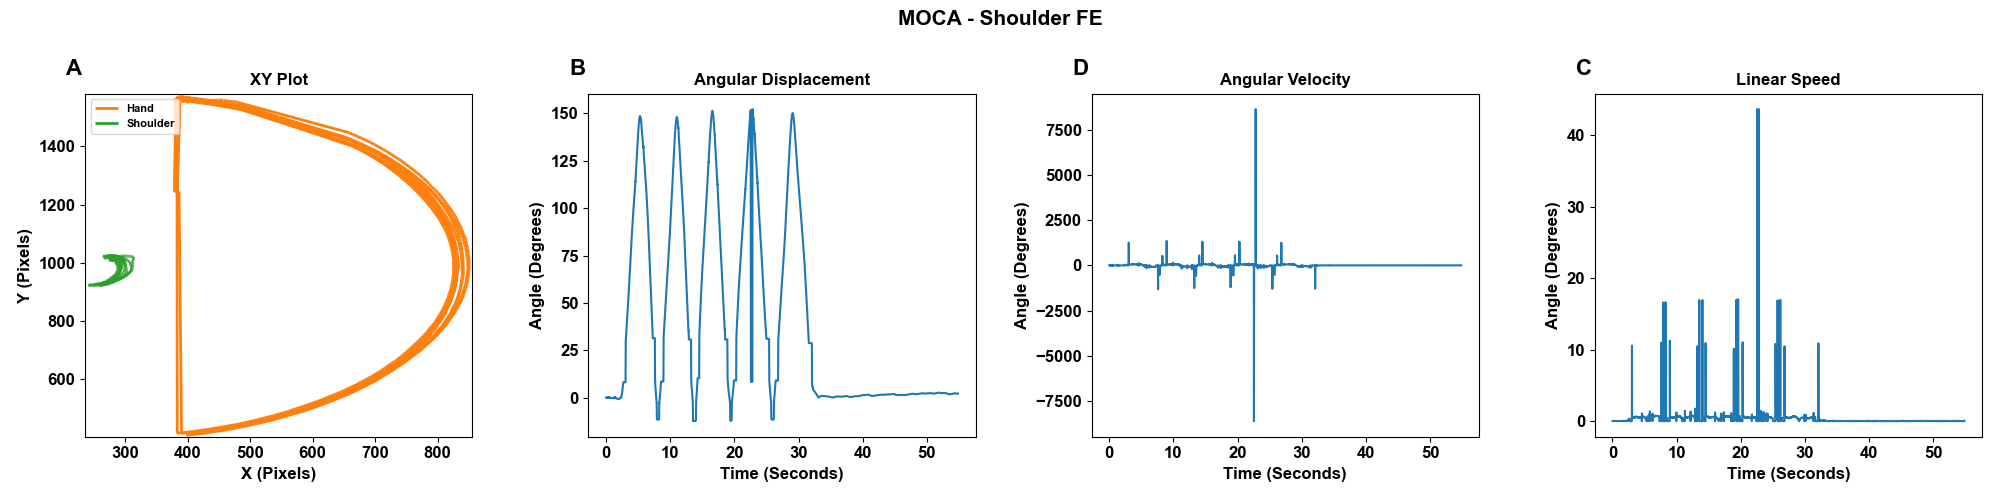 MOCA - Shoulder FE
A
XY Plot
Hand
Shoulder
1400
1200
1000
800
600
300 400 500 600 700 800
X (Pixels)
Y (Pixels)
B
Angular Displacement
150
125
100
75
50
25
0
0 10 20 30 40 50
Time (Seconds)
Angle (Degrees)
D
Angular Velocity
7500
5000
2500
0
−2500
−5000
−7500
0 10 20 30 40 50
Time (Seconds)
Angle (Degrees)
C
Linear Speed
40
30
20
10
0
0 10 20 30 40 50
Time (Seconds)
Angle (Degrees)